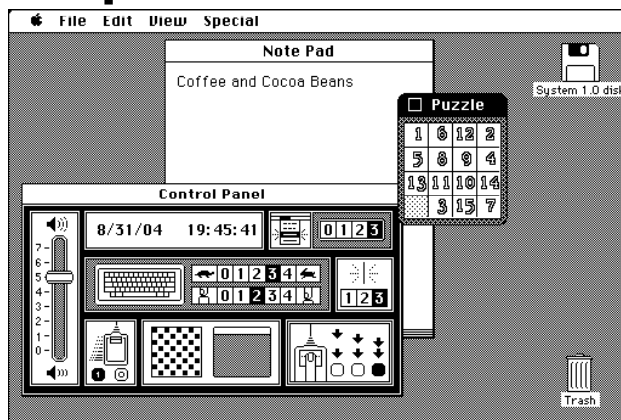 File Edit View Special
Note Pad
Coffee and Cocoa Beans
System 1.0 disk
Puzzle
1 6 12 2
5 8 9 4
13 11 10 14
3 15 7
Control Panel
8/31/04 19:45:41
0 1 2 3
7-
6-
5-
4-
3-
2-
1-
0-
0 1 2 3 4
0 1 2 3 4
1 2 3
1 0
Trash